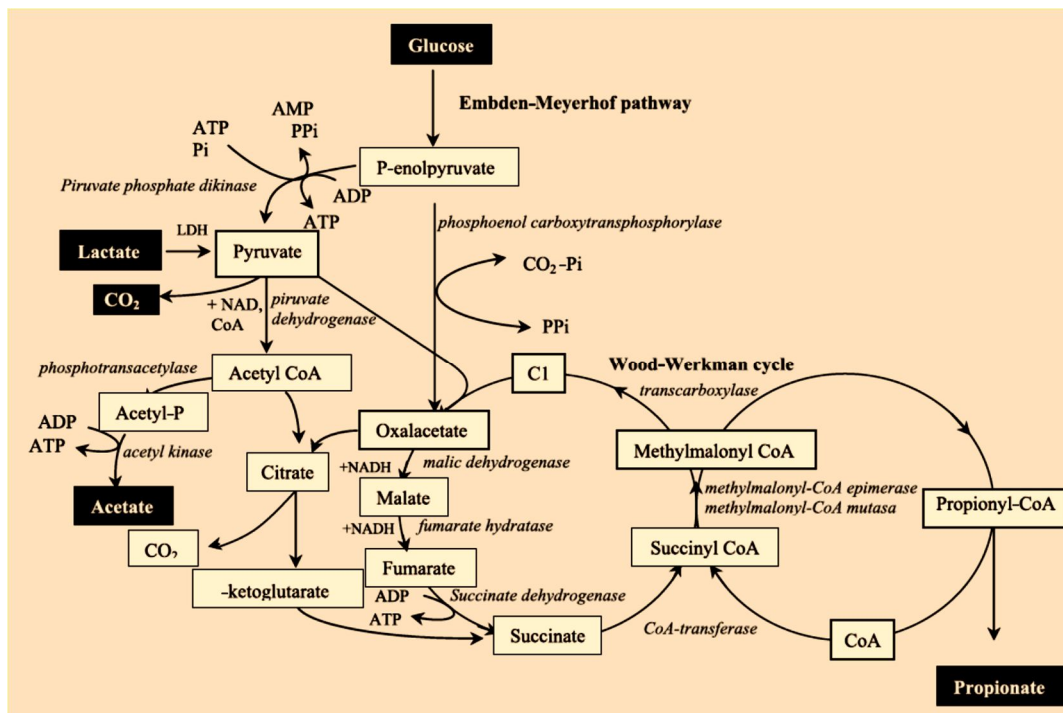 Glucose
Embden-Meyerhof pathway
AMP
PPi
ATP
Pi
P-enolpyruvate
Piruvate phosphate dikinase
ADP
ATP
phosphoenol carboxytransphosphorylase
LDH
Lactate
Pyruvate
CO₂-Pi
CO₂
+ NAD,
CoA
piruvate
dehydrogenase
PPi
phosphotransacetylase
Acetyl CoA
C1
Wood-Werkman cycle
transcarboxylase
Acetyl-P
ADP
ATP
acetyl kinase
Oxalacetate
Methylmalonyl CoA
Citrate
+NADH
malic dehydrogenase
Acetate
Malate
methylmalonyl-CoA epimerase
methylmalonyl-CoA mutasa
Propionyl-CoA
+NADH
fumarate hydratase
CO₂
Succinyl CoA
Fumarate
-ketoglutarate
ADP
ATP
Succinate dehydrogenase
Succinate
CoA-transferase
CoA
Propionate